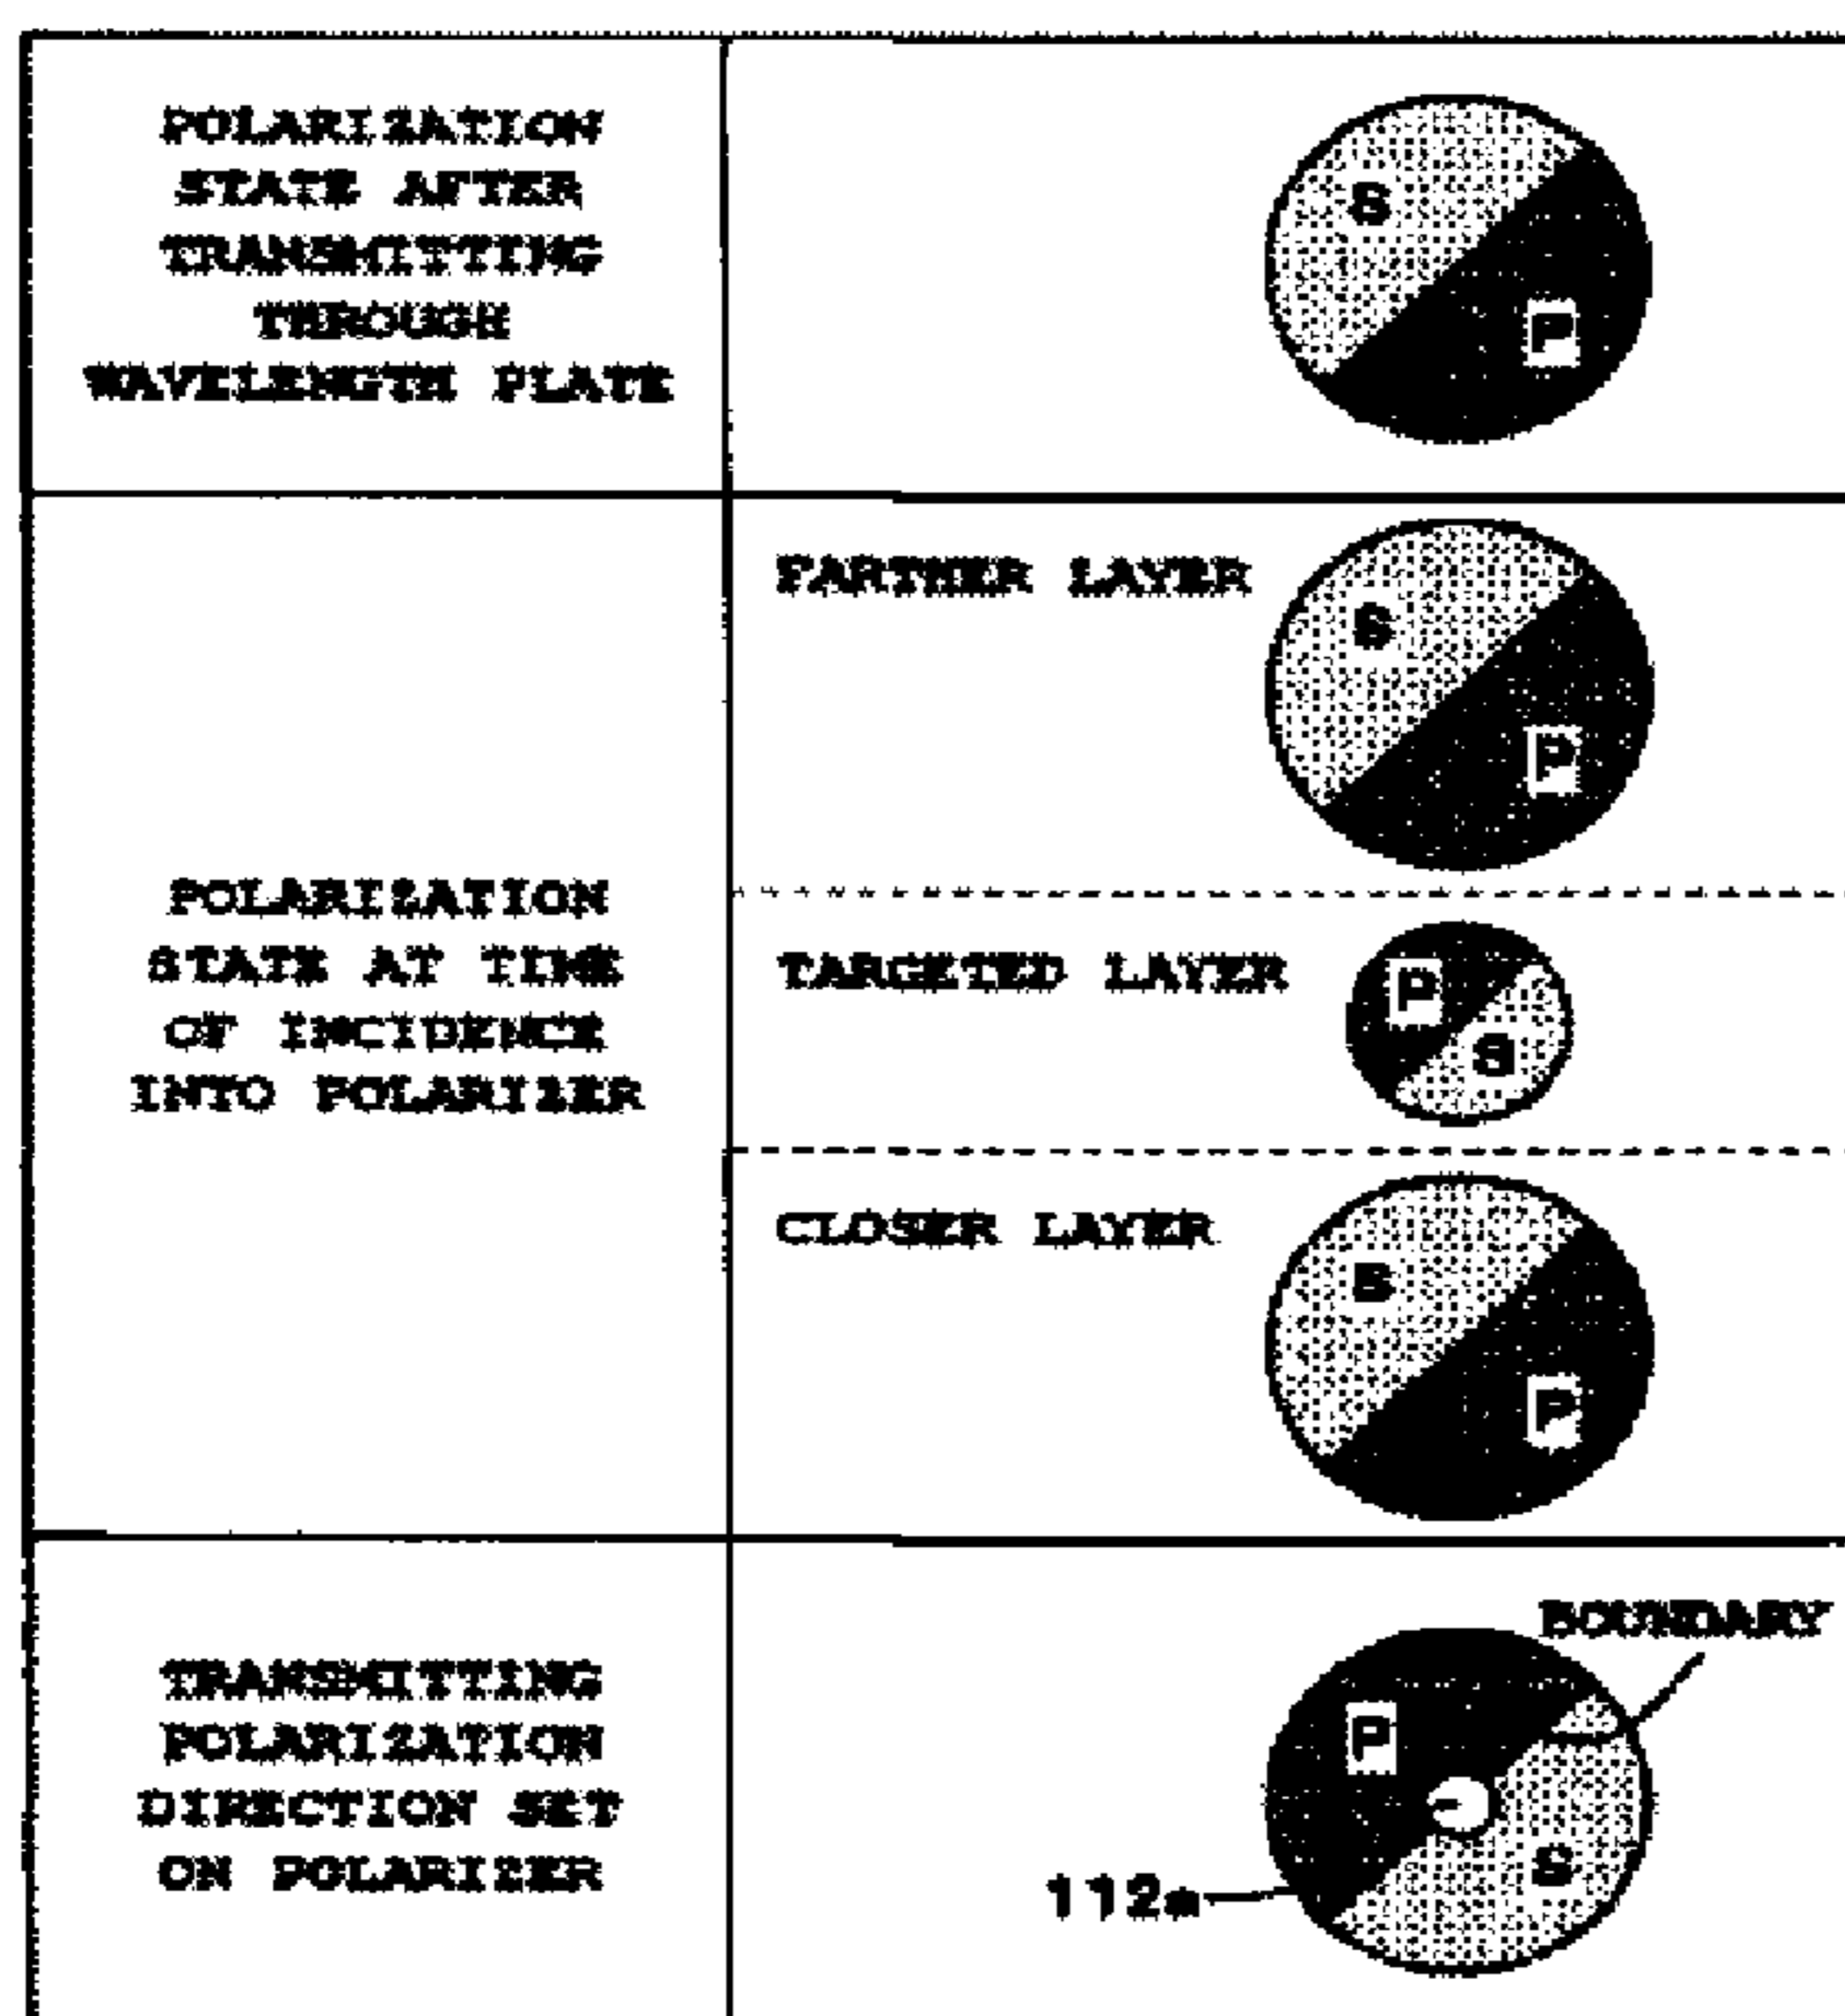 POLARIZATION
STATE AFTER
TRANSMITTING
THROUGH
WAVELENGTH PLATE
S
P
FARTHER LAYER
S
P
POLARIZATION
STATE AT TIME
OF INCIDENCE
INTO POLARIZER
TARGETED LAYER
P
S
CLOSER LAYER
S
P
TRANSMITTING
POLARIZATION
DIRECTION SET
ON POLARIZER
BOUNDARY
P
S
112a